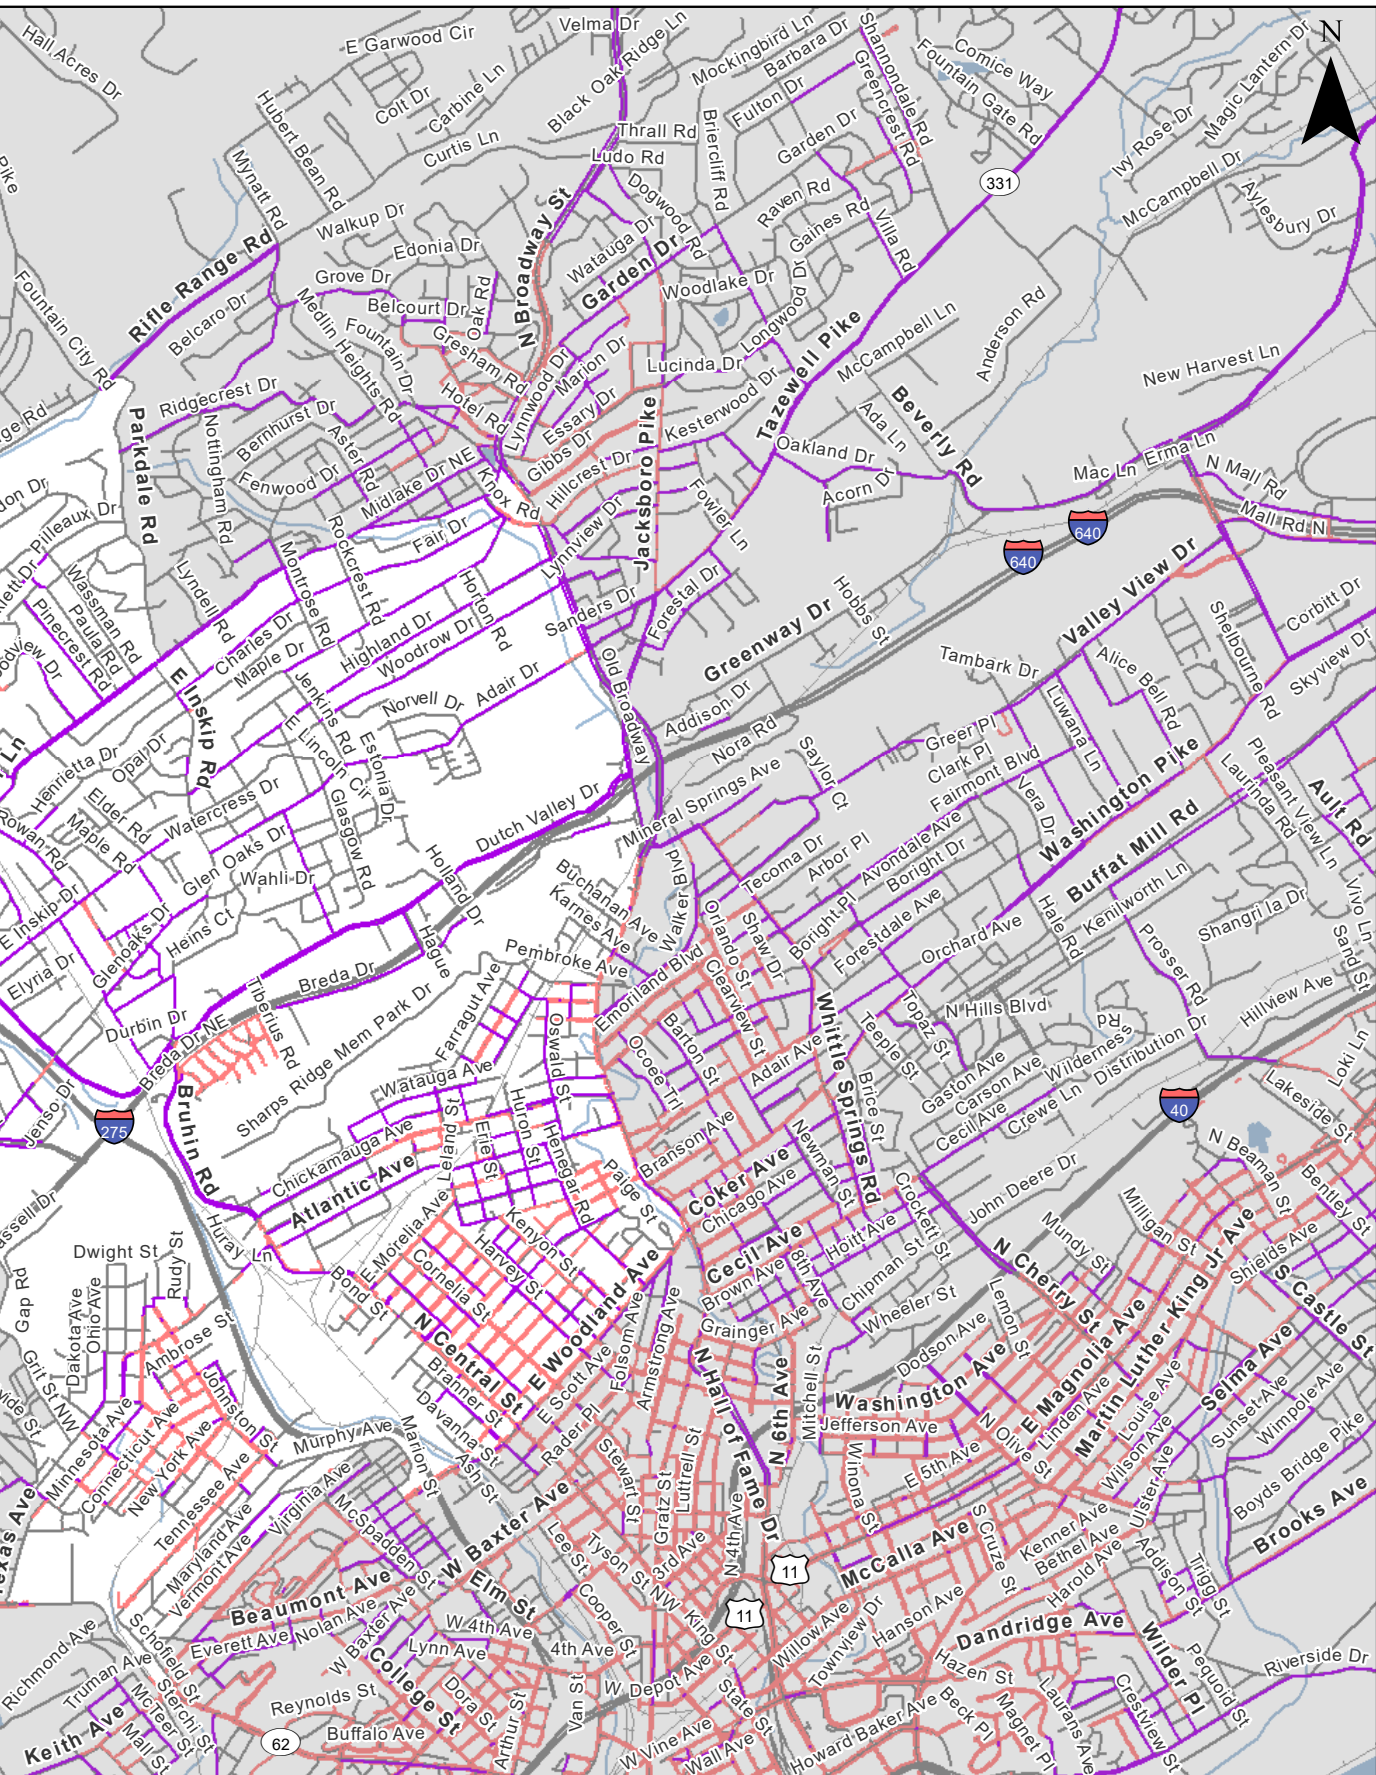 Hall Acres Dr
E Garwood Cir
Velma Dr
Black Oak Ridge Ln
Mockingbird Ln
Barbara Dr
Shannondale Rd
Comice Way
Fountain Gate Rd
Magic Lantern Dr
N
Hubert Bean Rd
Colt Dr
Carbine Ln
Curtis Ln
Thrall Rd
Ludo Rd
Briercliff Rd
Fulton Dr
Garden Dr
Greencrest Rd
Ivy Rose Dr
McCampbell Dr
Aylesbury Dr
331
Pike
Mynatt Rd
Walkup Dr
Edonia Dr
N Broadway St
Dogwood Rd
Watauga Dr
Garden Dr
Raven Rd
Gaines Rd
Villa Rd
Rifle Range Rd
Fountain City Rd
Belcaro Dr
Grove Dr
Belcourt Dr
Oak Rd
Medlin Heights Rd
Fountain Dr
Gresham Rd
Woodlake Dr
Longwood Dr
Lucinda Dr
Tazewell Pike
McCampbell Ln
Anderson Rd
New Harvest Ln
Ridgecrest Dr
Bernhurst Dr
Hotel Rd
Lynnwood Dr
Marion Dr
Essary Dr
Gibbs Dr
Hillcrest Dr
Jacksboro Pike
Kesterwood Dr
Beverly Rd
Ada Ln
Oakland Dr
Acorn Dr
Mac Ln
Erma Ln
N Mall Rd
Mall Rd N
640
640
ge Rd
Parkdale Rd
Nottingham Rd
Aster Rd
Fenwood Dr
Midlake Dr NE
Knox Rd
Lynnview Dr
Fowler Ln
don Dr
Pilleaux Dr
lett Dr
Wassman Rd
Paula Rd
Pinecrest Rd
odview Dr
Lyndell Rd
Montrose Rd
Rockcrest Rd
Fair Dr
Horton Rd
Sanders Dr
Forestal Dr
Charles Dr
Maple Dr
Highland Dr
Woodrow Dr
Greenway Dr
Hobbs St
Valley View Dr
Shelbourne Rd
Corbitt Dr
Skyview Dr
E Inskip Rd
Jenkins Rd
E Lincoln Cir
Norvell Dr
Adair Dr
Old Broadway
Addison Dr
Nora Rd
Tambark Dr
Alice Bell Rd
Luwana Ln
Greer Pl
Clark Pl
Fairmont Blvd
Washington Pike
Ln
Henrietta Dr
Opal Dr
Estonia Dr
Glasgow Rd
Watercress Dr
Elder Rd
Maple Rd
Rowan Rd
Glen Oaks Dr
Wahli Dr
Heins Ct
Dutch Valley Dr
Holland Dr
Mineral Springs Ave
Saylor Ct
Vera Dr
Buffat Mill Rd
Pleasant View Ln
Laurinda Rd
Ault Rd
Vivo Ln
Sand St
Buchanan Ave
Karnes Ave
Walker Blvd
Tecoma Dr
Arbor Pl
Avondale Ave
Boright Dr
Boright Pl
Forestdale Ave
Orchard Ave
Hale Rd
Kenilworth Ln
Shangri la Dr
Prosser Rd
E Inskip Dr
Elyria Dr
Glenoaks Dr
Durbin Dr
Breda Dr
Breda Dr NE
Hague
Tiberius Rd
Sharps Ridge Mem Park Dr
Pembroke Ave
Farragut Ave
Emoriland Blvd
Orlando St
Shaw Dr
Clearview St
Whittle Springs Rd
Topaz St
Teeple St
N Hills Blvd
Wilderness Rd
Distribution Dr
Hillview Ave
Loki Ln
Jenso Dr
275
Bruhin Rd
Watauga Ave
Oswald St
Ocoee Trl
Barton St
Adair Ave
Brice St
Gaston Ave
Carson Ave
Crewe Ln
Cecil Ave
40
Lakeside St
N Beaman St
Bentley St
Chickamauga Ave
Leland St
Erie St
Huron St
Henegar Rd
Atlantic Ave
Branson Ave
Paige St
Coker Ave
Chicago Ave
Newman St
Crockett St
John Deere Dr
Milligan St
Mundy St
Shields Ave
assell Dr
Huray Ln
Dwight St
Rudy St
Gap Rd
Dakota Ave
Ohio Ave
Bond St
E Morelia Ave
Cornelia St
Kenyon St
Harvey St
E Woodland Ave
Cecil Ave
Brown Ave
8th Ave
Hoitt Ave
Chipman St
Wheeler St
N Cherry St
Lemon St
E Magnolia Ave
Martin Luther King Jr Ave
S Castle St
Grit St NW
wide St
Ambrose St
Johnston St
Minnesota Ave
Connecticut Ave
New York Ave
Murphy Ave
N Central St
Branner St
Davanna St
E Scott Ave
Folsom Ave
Armstrong Ave
Grainger Ave
N Hall of Fame Dr
N 6th Ave
Mitchell St
Dodson Ave
Washington Ave
Jefferson Ave
Linden Ave
Louise Ave
Selma Ave
Sunset Ave
Wimpole Ave
Boyds Bridge Pike
Brooks Ave
exas Ave
Tennessee Ave
Maryland Ave
Vermont Ave
Virginia Ave
Marion St
Ash St
Rader Pl
Stewart St
Gratz St
Luttrell St
Winona St
E 5th Ave
N Olive St
Wilson Ave
Ulster Ave
McSpadden St
W Baxter Ave
Elm St
Lee St
Tyson St NW
3rd Ave
N 4th Ave
11
11
McCalla Ave
S Cruze St
Kenner Ave
Bethel Ave
Harold Ave
Addison St
Trigg St
Beaumont Ave
Everett Ave
Nolan Ave
W Baxter Ave
Lynn Ave
W 4th Ave
4th Ave
Cooper St
King St
Willow Ave
Townview Dr
Hanson Ave
Dandridge Ave
Wilder Pl
Pequoid St
Riverside Dr
Richmond Ave
Truman Ave
Schofield St
Sterchi St
McTeer St
Mall St
Keith Ave
Reynolds St
College St
Buffalo Ave
62
Dora St
Arthur St
Van St
W Depot Ave
State St
W Vine Ave
Wall Ave
Howard Baker Ave
Beck Pl
Hazen St
Magnet Pl
Laurans Ave
Crestview St